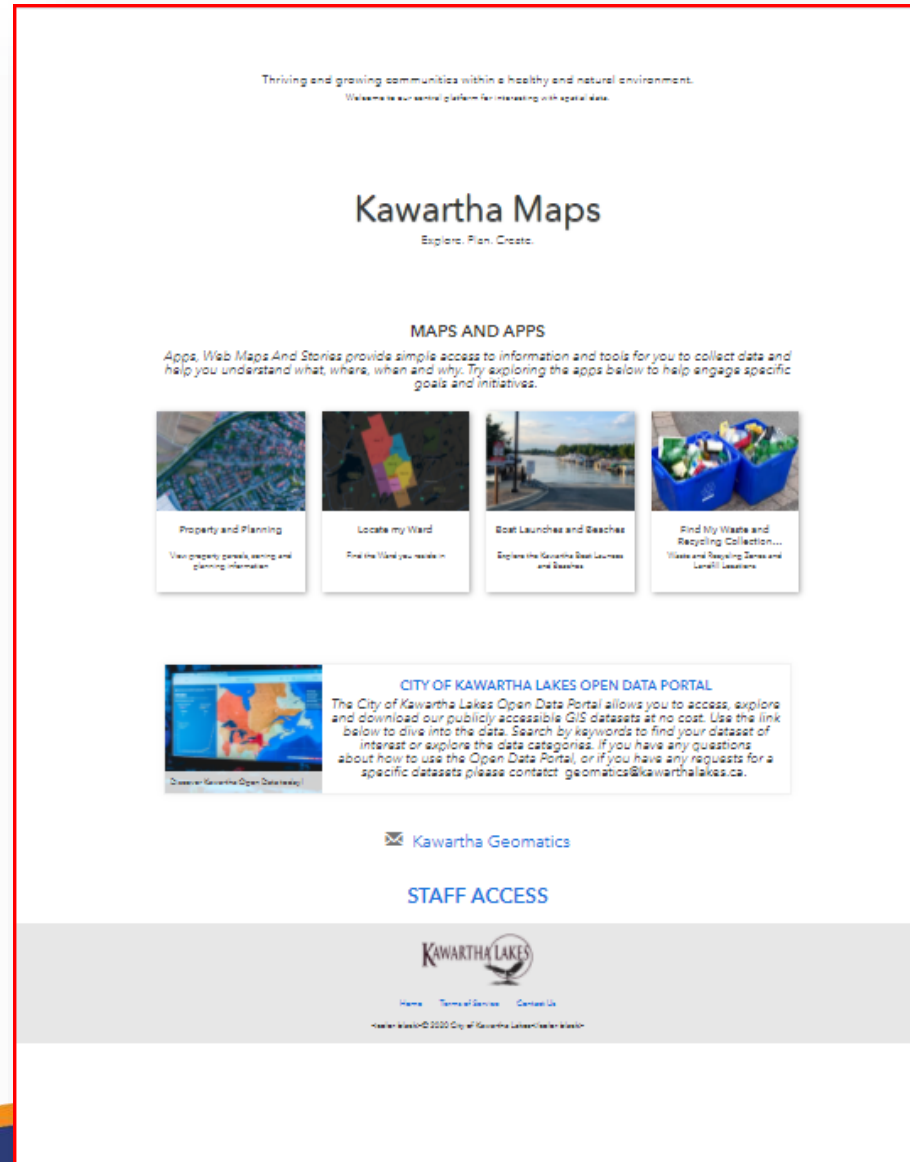 Thriving and growing communities within a healthy and natural environment.
Welcome to our central platform for interacting with spatial data.
Kawartha Maps
Explore. Plan. Create.
MAPS AND APPS
Apps, Web Maps And Stories provide simple access to information and tools for you to collect data and
help you understand what, where, when and why. Try exploring the apps below to help engage specific
goals and initiatives.
Property and Planning
View property parcels, zoning and
planning information
Locate my Ward
Find the Ward you reside in
Boat Launches and Beaches
Explore the Kawartha Boat Launces
and Beaches
Find My Waste and
Recycling Collection...
Waste and Recycling Zones and
Landfill Locations
CITY OF KAWARTHA LAKES OPEN DATA PORTAL
The City of Kawartha Lakes Open Data Portal allows you to access, explore
and download our publicly accessible GIS datasets at no cost. Use the link
below to dive into the data. Search by keywords to find your dataset of
interest or explore the data categories. If you have any questions
about how to use the Open Data Portal, or if you have any requests for a
specific datasets please contatct geomatics@kawarthalakes.ca.
Discover Kawartha Open Data today!
Kawartha Geomatics
STAFF ACCESS
KAWARTHA LAKES
Home Terms of Service Contact Us
<color black>© 2020 City of Kawartha Lakes<color black>